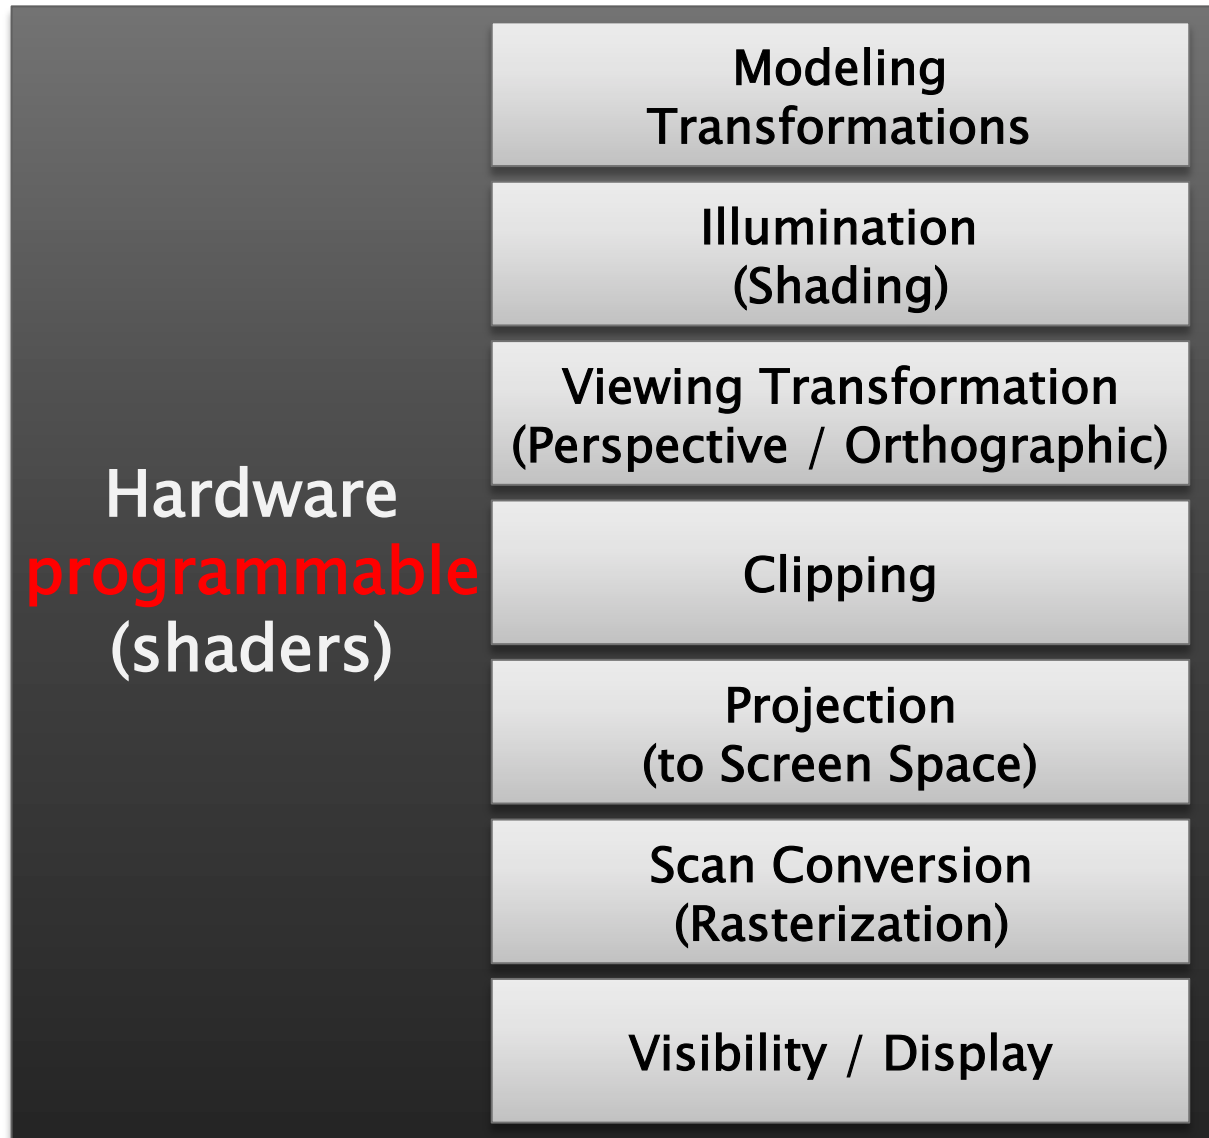 Hardware
programmable
(shaders)
Modeling
Transformations
Illumination
(Shading)
Viewing Transformation
(Perspective / Orthographic)
Clipping
Projection
(to Screen Space)
Scan Conversion
(Rasterization)
Visibility / Display